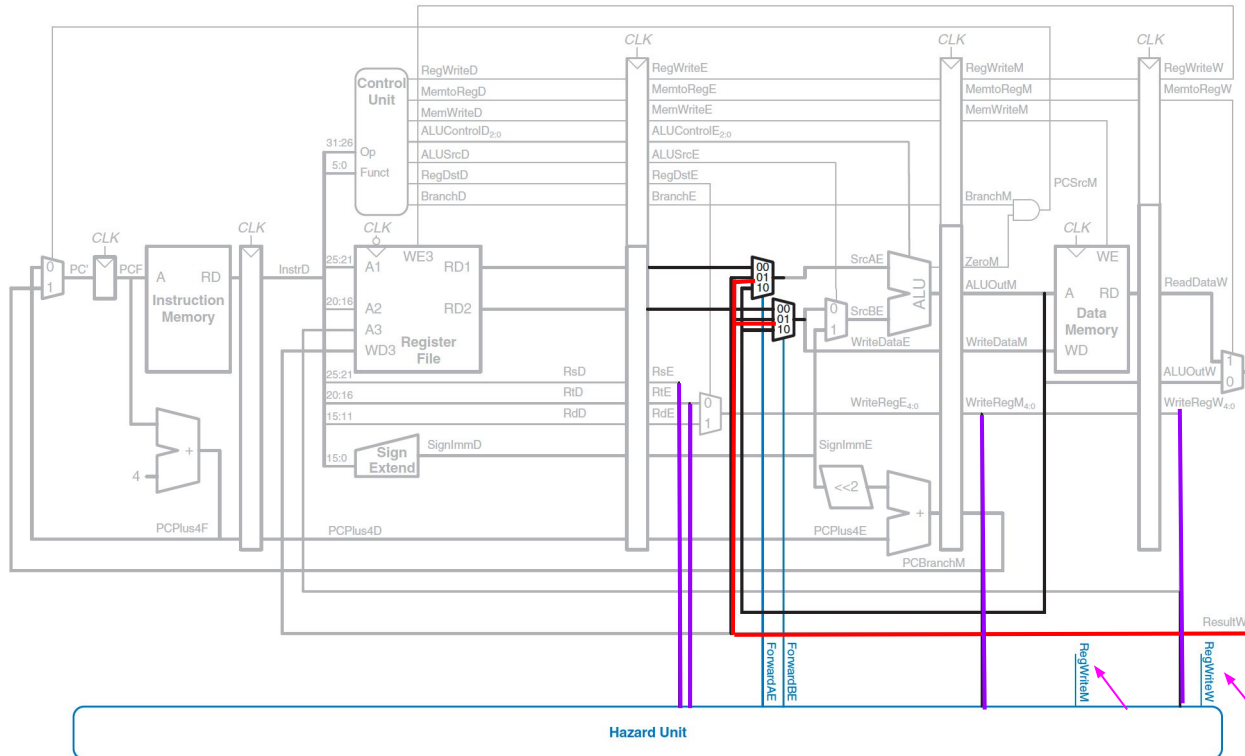 CLK
CLK
CLK
RegWriteD
RegWriteE
RegWriteM
RegWriteW
Control
Unit
MemtoRegD
MemtoRegE
MemtoRegM
MemtoRegW
MemWriteD
MemWriteE
MemWriteM
ALUControlD2:0
ALUControlE2:0
31:26
Op
ALUSrcD
ALUSrcE
5:0
Funct
RegDstD
RegDstE
PCSrcM
BranchD
BranchE
BranchM
CLK
CLK
CLK
CLK
WE3
WE
0
1
PC'
PCF
A
RD
Instruction
Memory
InstrD
25:21
A1
RD1
00
01
10
SrcAE
ZeroM
ALU
ALUOutM
A
RD
ReadDataW
20:16
A2
RD2
00
01
10
0
1
SrcBE
Data
Memory
A3
Register
File
WD3
WriteDataE
WriteDataM
WD
1
0
ALUOutW
25:21
RsD
RsE
20:16
RtD
RtE
0
1
WriteRegE4:0
WriteRegM4:0
WriteRegW4:0
15:11
RdD
RdE
+
4
15:0
Sign
Extend
SignImmD
SignImmE
<<2
+
PCPlus4F
PCPlus4D
PCPlus4E
PCBranchM
ResultW
ForwardAE
ForwardBE
RegWriteM
RegWriteW
Hazard Unit